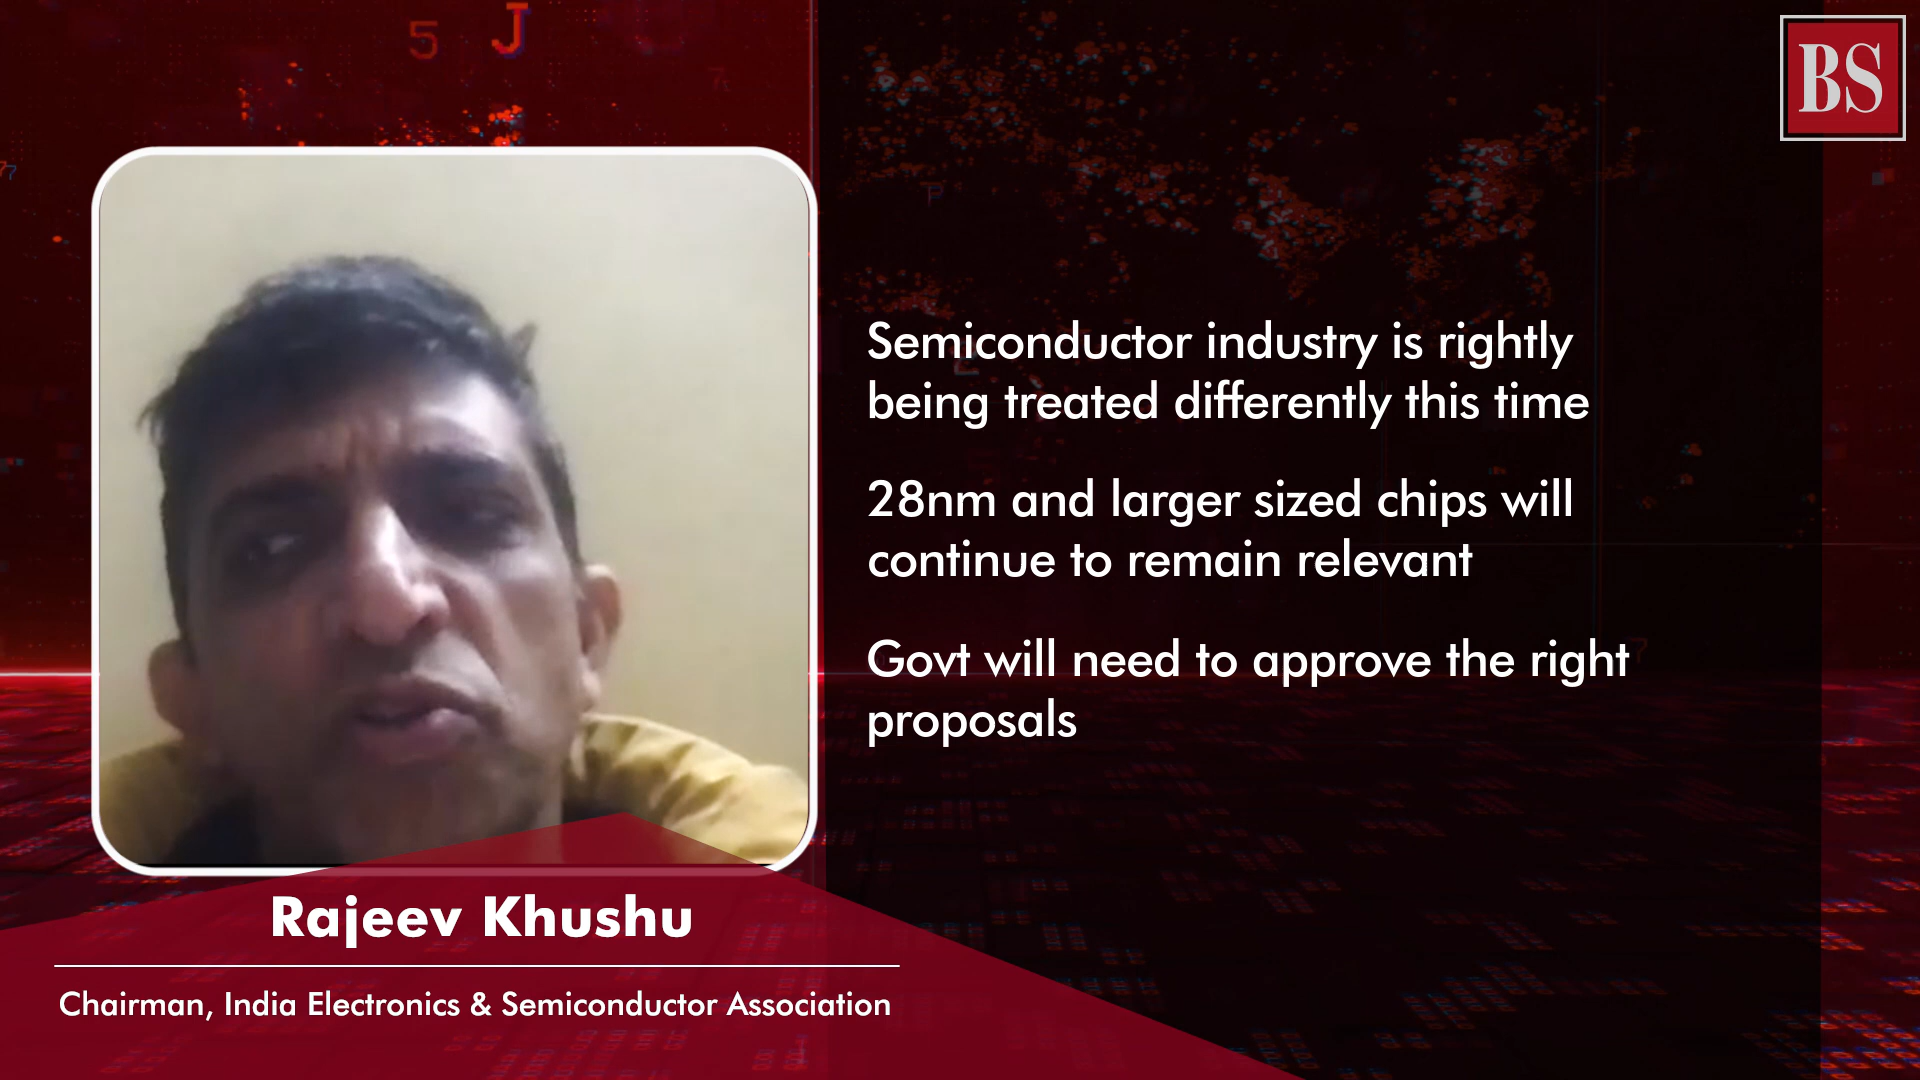 BS
Semiconductor industry is rightly
being treated differently this time
28nm and larger sized chips will
continue to remain relevant
Govt will need to approve the right
proposals
Rajeev Khushu
Chairman, India Electronics & Semiconductor Association